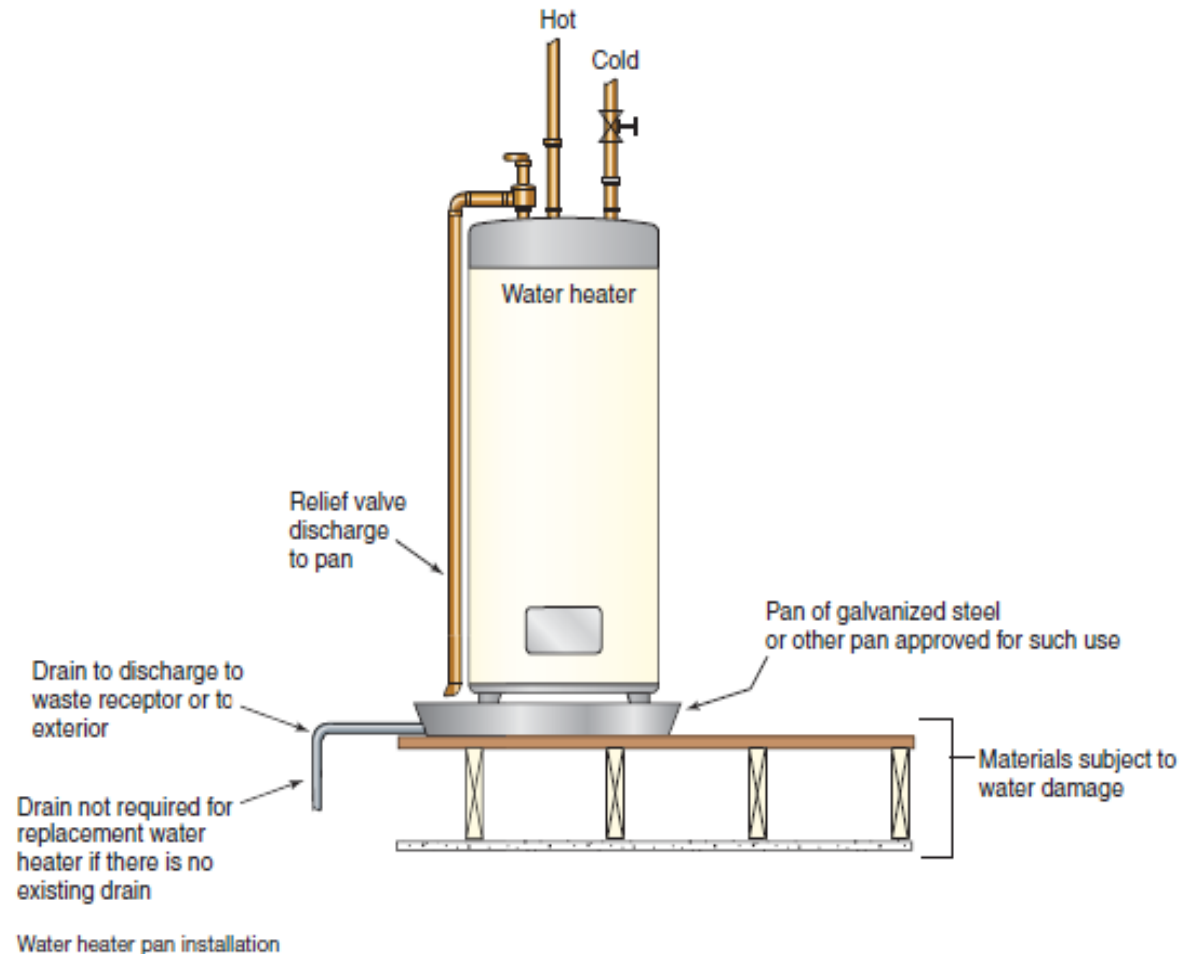 Hot
Cold
Water heater
Relief valve
discharge
to pan
Pan of galvanized steel
or other pan approved for such use
Drain to discharge to
waste receptor or to
exterior
Materials subject to
water damage
Drain not required for
replacement water
heater if there is no
existing drain
Water heater pan installation